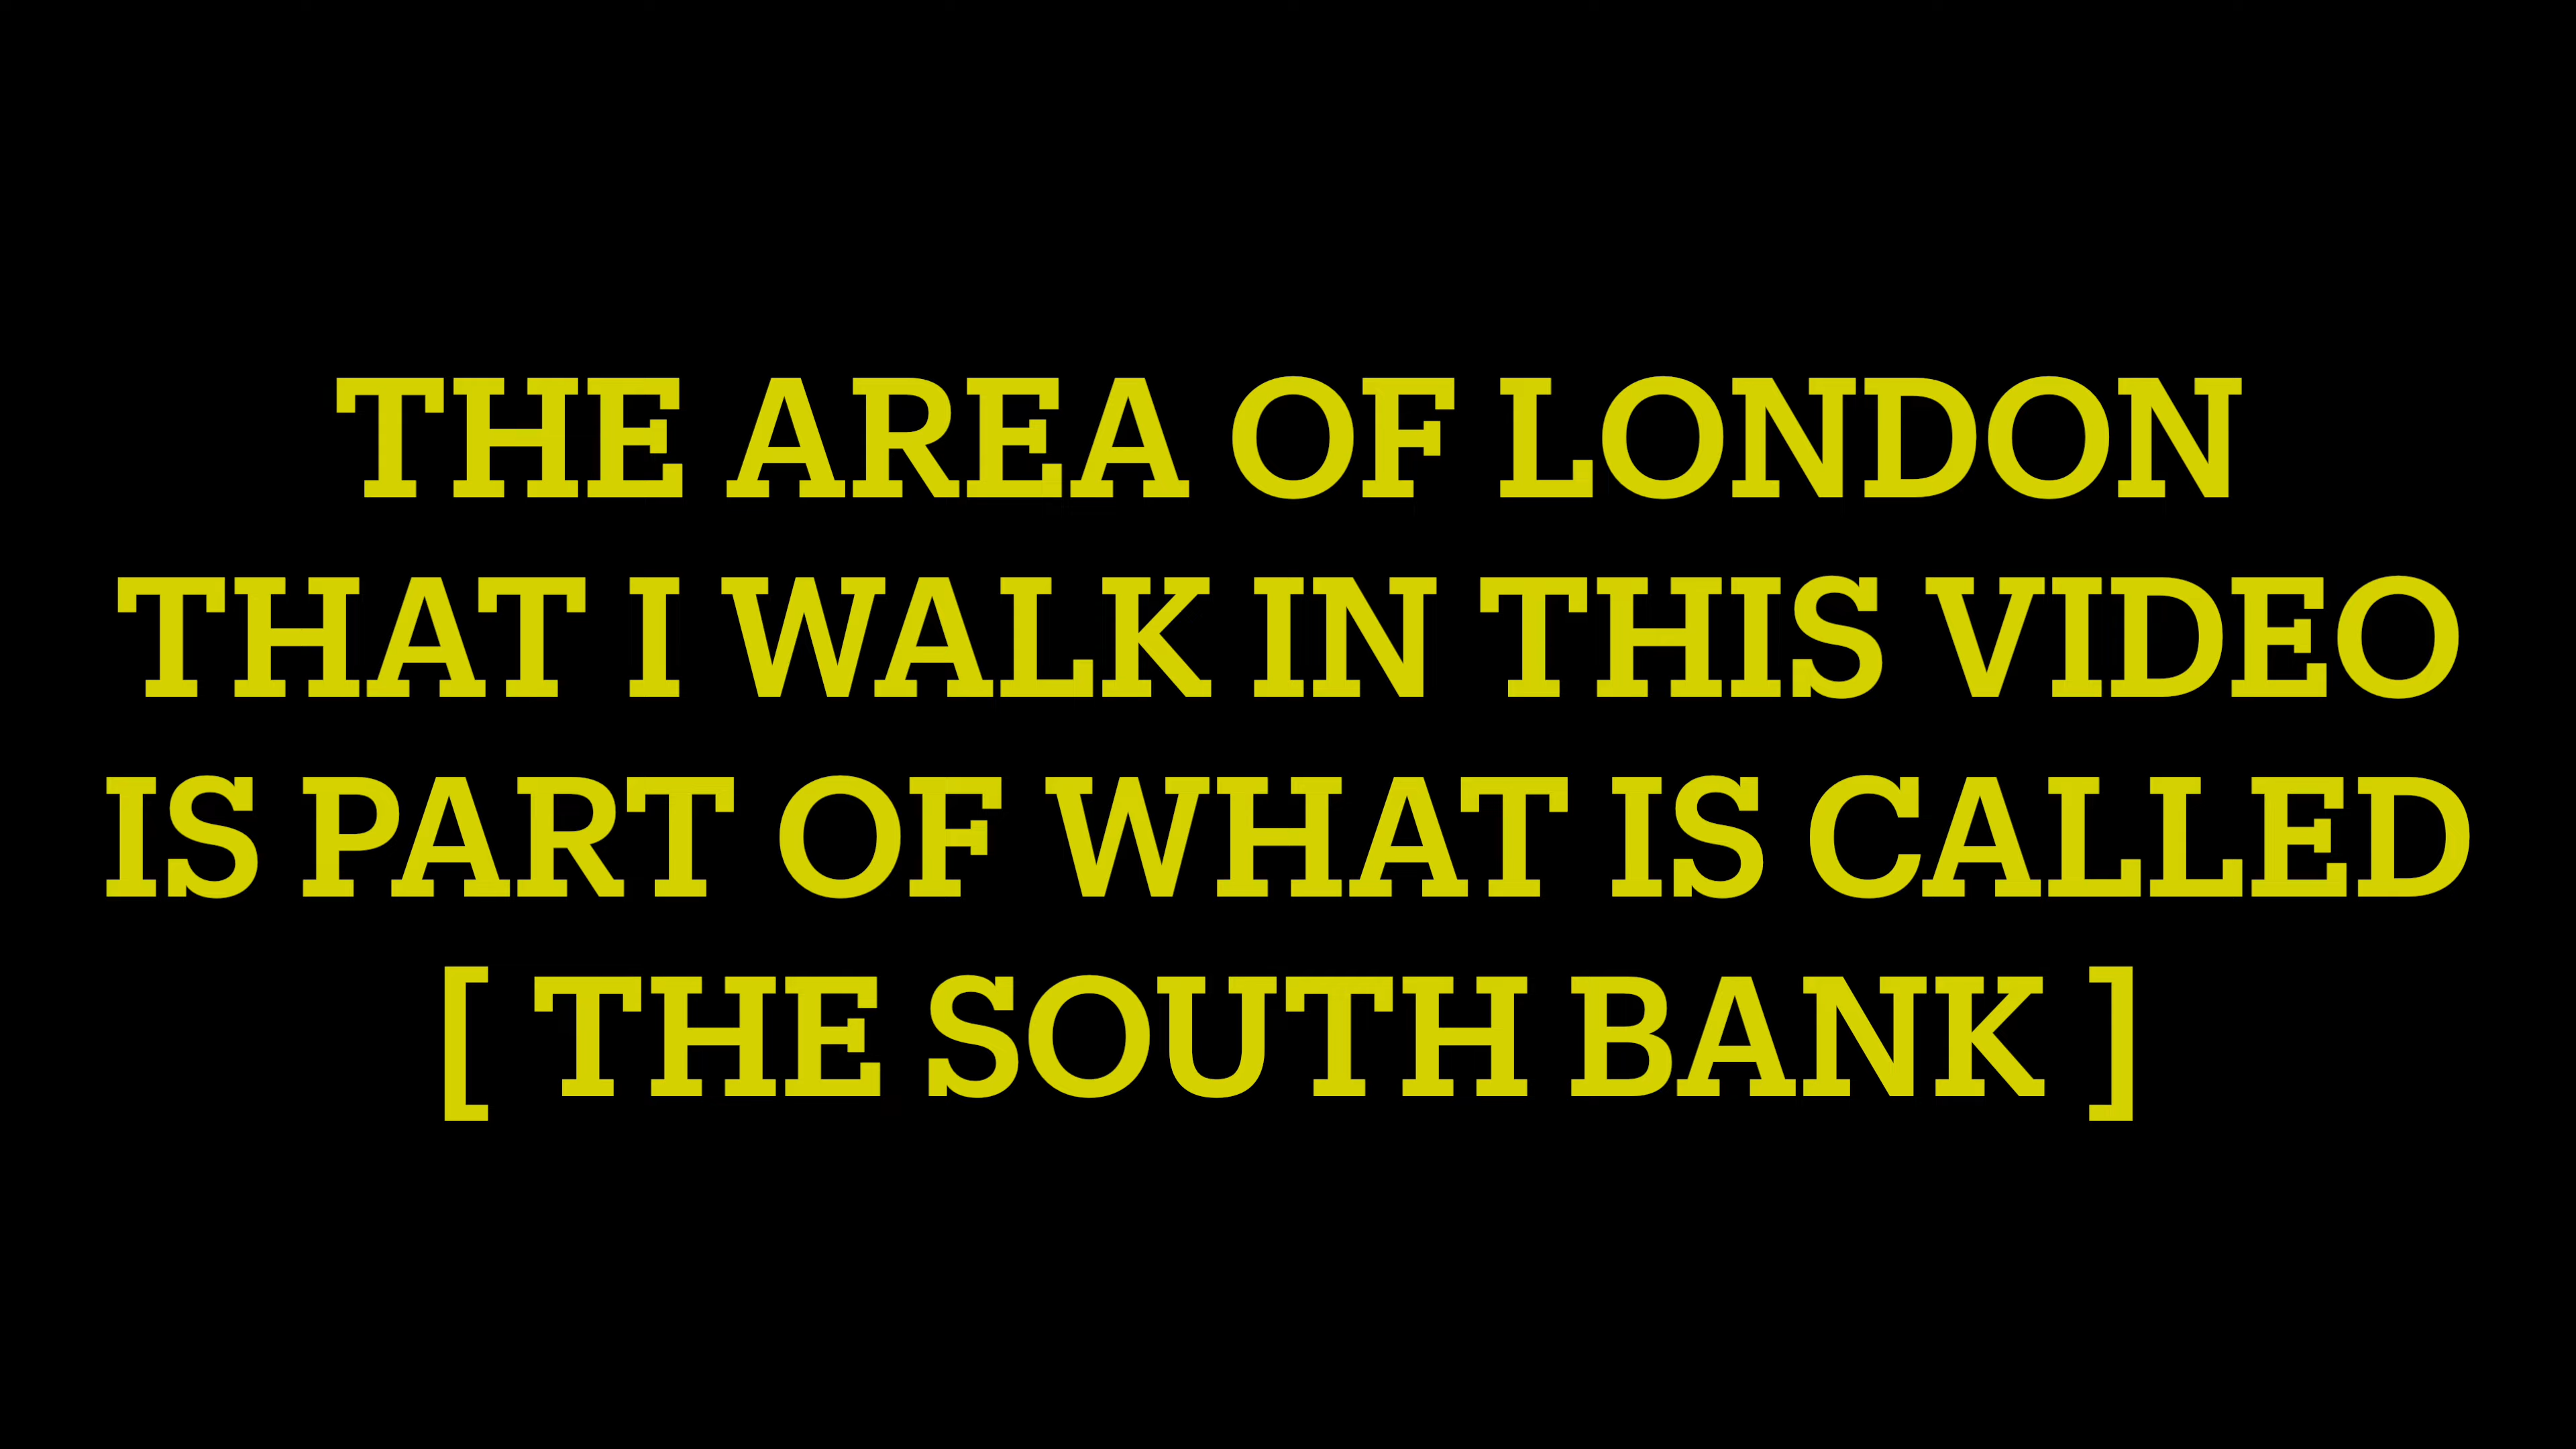 THE AREA OF LONDON
THAT I WALK IN THIS VIDEO
IS PART OF WHAT IS CALLED
[ THE SOUTH BANK ]